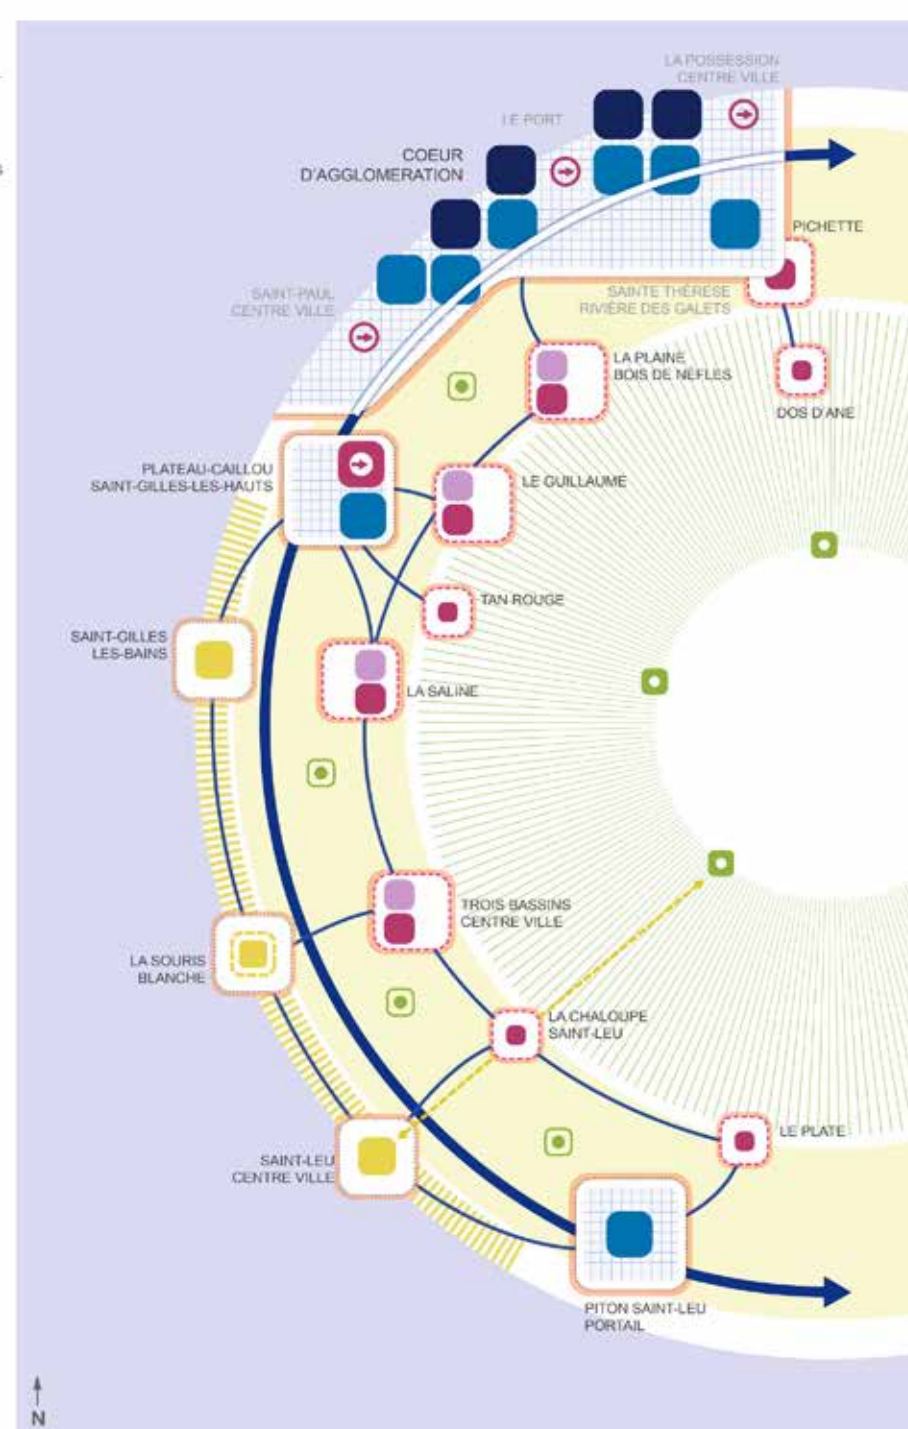 LA POSSESSION
CENTRE VILLE
LE PORT
COEUR
D'AGGLOMERATION
PICHETTE
SAINT-PAUL
CENTRE VILLE
SAINTE THÉRÈSE
RIVIÈRE DES GALETS
LA PLAINE
BOIS DE NÈFLES
DOS D'ANE
PLATEAU-CAILLOU
SAINT-GILLES-LES-HAUTS
LE GUILLAUME
TAN ROUGE
SAINT-GILLES
LES-BAINS
LA SALINE
TROIS BASSINS
CENTRE VILLE
LA SOURIS
BLANCHE
LA CHALOUPE
SAINT-LEU
LE PLATE
SAINT-LEU
CENTRE VILLE
PITON SAINT-LEU
PORTAIL
N